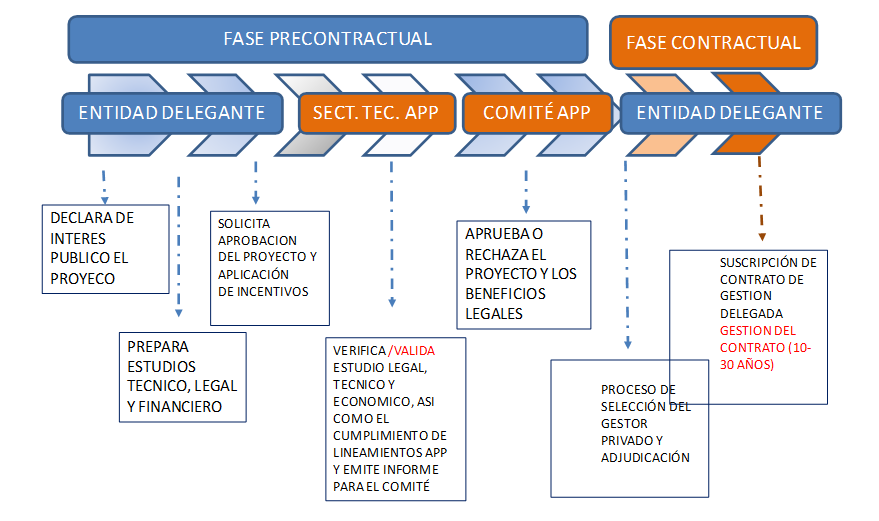 FASE PRECONTRACTUAL
FASE CONTRACTUAL
ENTIDAD DELEGANTE
SECT. TEC. APP
COMITÉ APP
ENTIDAD DELEGANTE
DECLARA DE
INTERES
PUBLICO EL
PROYECO
PREPARA
ESTUDIOS
TECNICO, LEGAL
Y FINANCIERO
SOLICITA
APROBACION
DEL PROYECTO Y
APLICACIÓN
DE INCENTIVOS
VERIFICA /VALIDA
ESTUDIO LEGAL,
TECNICO Y
ECONOMICO, ASI
COMO EL
CUMPLIMIENTO DE
LINEAMIENTOS APP
Y EMITE INFORME
PARA EL COMITÉ
APRUEBA O
RECHAZA EL
PROYECTO Y LOS
BENEFICIOS
LEGALES
PROCESO DE
SELECCIÓN DEL
GESTOR
PRIVADO Y
ADJUDICACIÓN
SUSCRIPCIÓN DE
CONTRATO DE
GESTION
DELEGADA
GESTION DEL
CONTRATO (10-
30 AÑOS)